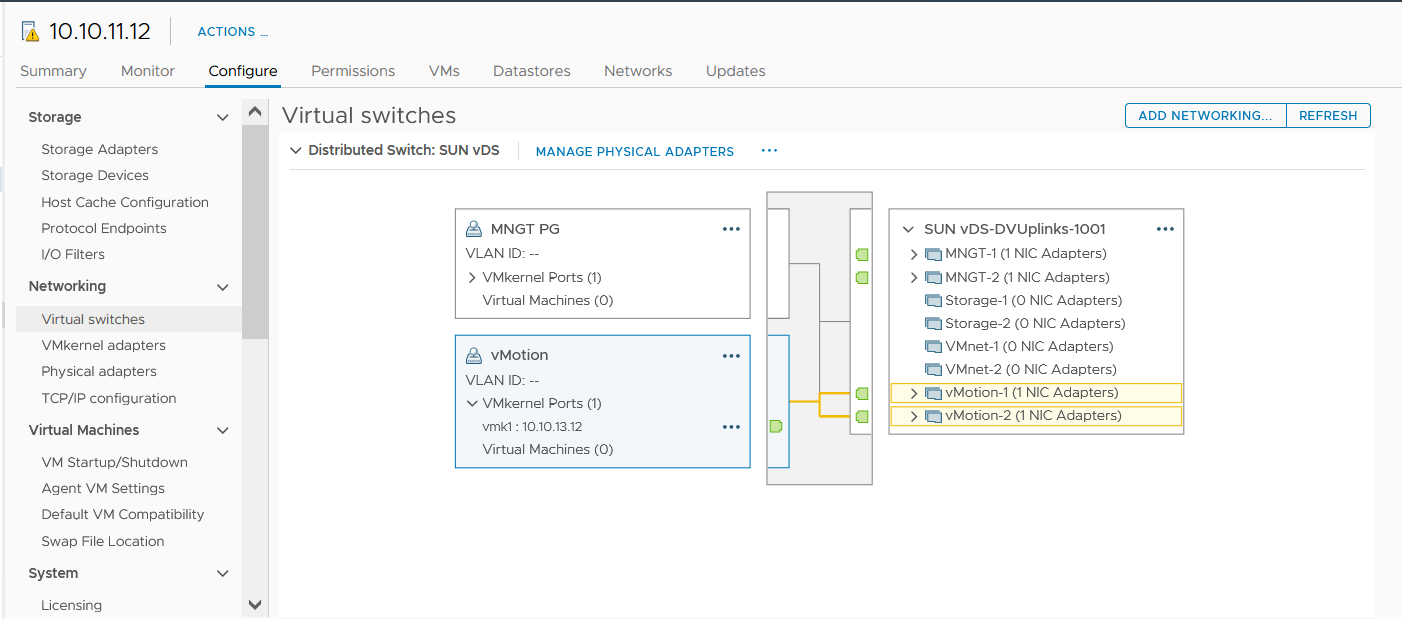 10.10.11.12
ACTIONS ...
Summary Monitor Configure Permissions VMs Datastores Networks Updates
Storage
Storage Adapters
Storage Devices
Host Cache Configuration
Protocol Endpoints
I/O Filters
Networking
Virtual switches
VMkernel adapters
Physical adapters
TCP/IP configuration
Virtual Machines
VM Startup/Shutdown
Agent VM Settings
Default VM Compatibility
Swap File Location
System
Licensing
Virtual switches
ADD NETWORKING... REFRESH
Distributed Switch: SUN vDS MANAGE PHYSICAL ADAPTERS ...
MNGT PG ...
VLAN ID: --
VMkernel Ports (1)
Virtual Machines (0)
vMotion ...
VLAN ID: --
VMkernel Ports (1)
vmk1 : 10.10.13.12 ...
Virtual Machines (0)
SUN vDS-DVUplinks-1001 ...
MNGT-1 (1 NIC Adapters)
MNGT-2 (1 NIC Adapters)
Storage-1 (0 NIC Adapters)
Storage-2 (0 NIC Adapters)
VMnet-1 (0 NIC Adapters)
VMnet-2 (0 NIC Adapters)
vMotion-1 (1 NIC Adapters)
vMotion-2 (1 NIC Adapters)